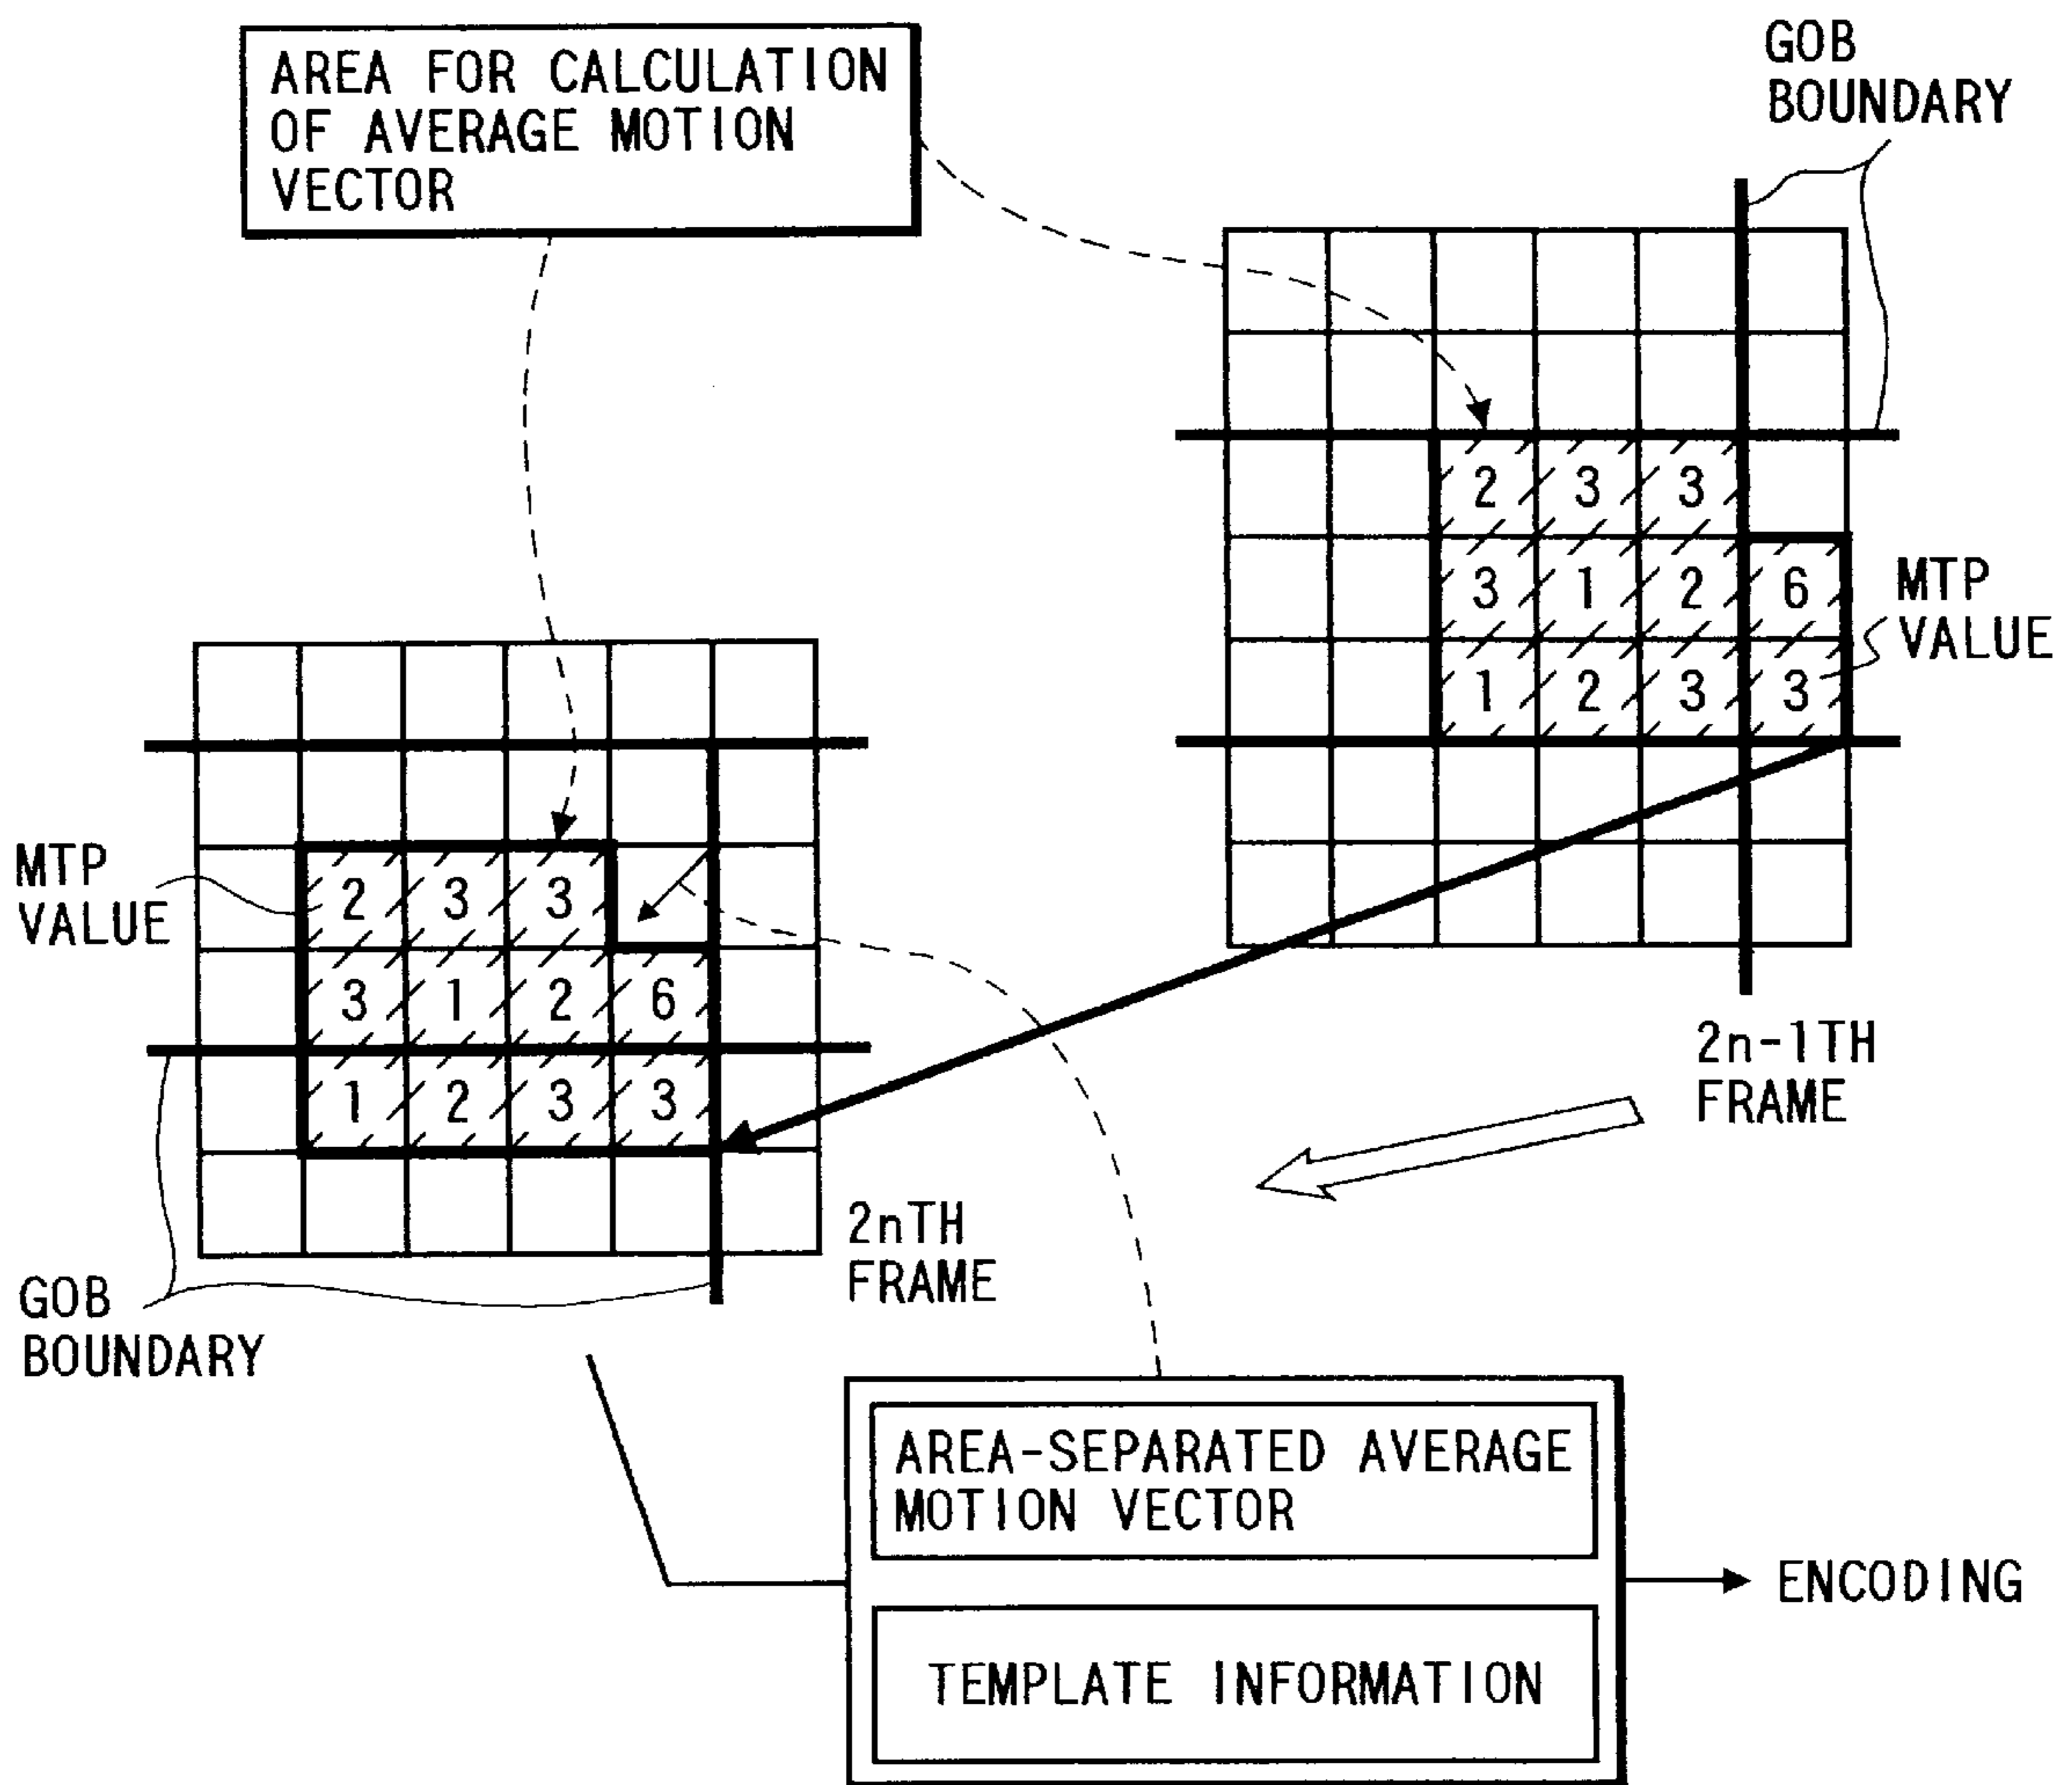 AREA FOR CALCULATION
OF AVERAGE MOTION
VECTOR
GOB
BOUNDARY
2 3 3
3 1 2 6
1 2 3 3
MTP
VALUE
2n-1TH
FRAME
MTP
VALUE
2 3 3
3 1 2 6
1 2 3 3
2nTH
FRAME
GOB
BOUNDARY
AREA-SEPARATED AVERAGE
MOTION VECTOR
TEMPLATE INFORMATION
ENCODING